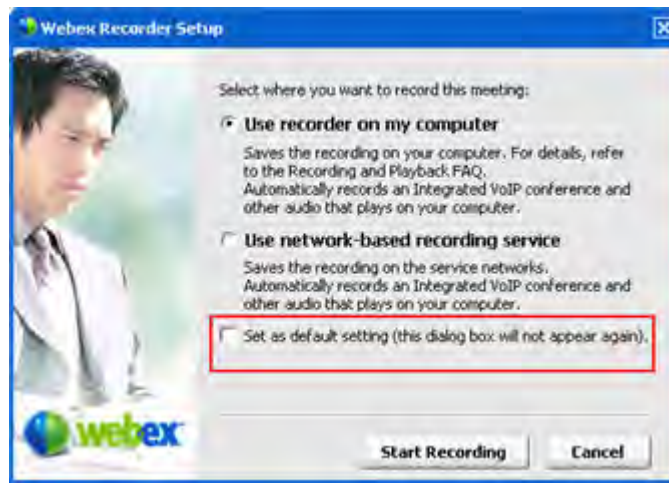 Webex Recorder Setup
Select where you want to record this meeting:
Use recorder on my computer
Saves the recording on your computer. For details, refer
to the Recording and Playback FAQ.
Automatically records an Integrated VoIP conference and
other audio that plays on your computer.
Use network-based recording service
Saves the recording on the service networks.
Automatically records an Integrated VoIP conference and
other audio that plays on your computer.
Set as default setting (this dialog box will not appear again).
webex
Start Recording
Cancel